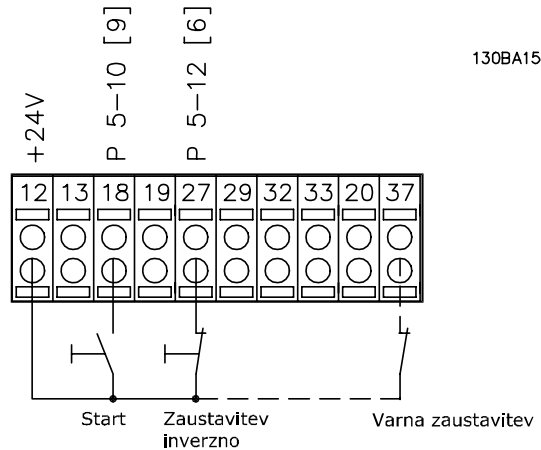 +24V
P 5-10 [9]
P 5-12 [6]
130BA15
12 13 18 19 27 29 32 33 20 37
Start
Zaustavitev
inverzno
Varna zaustavitev